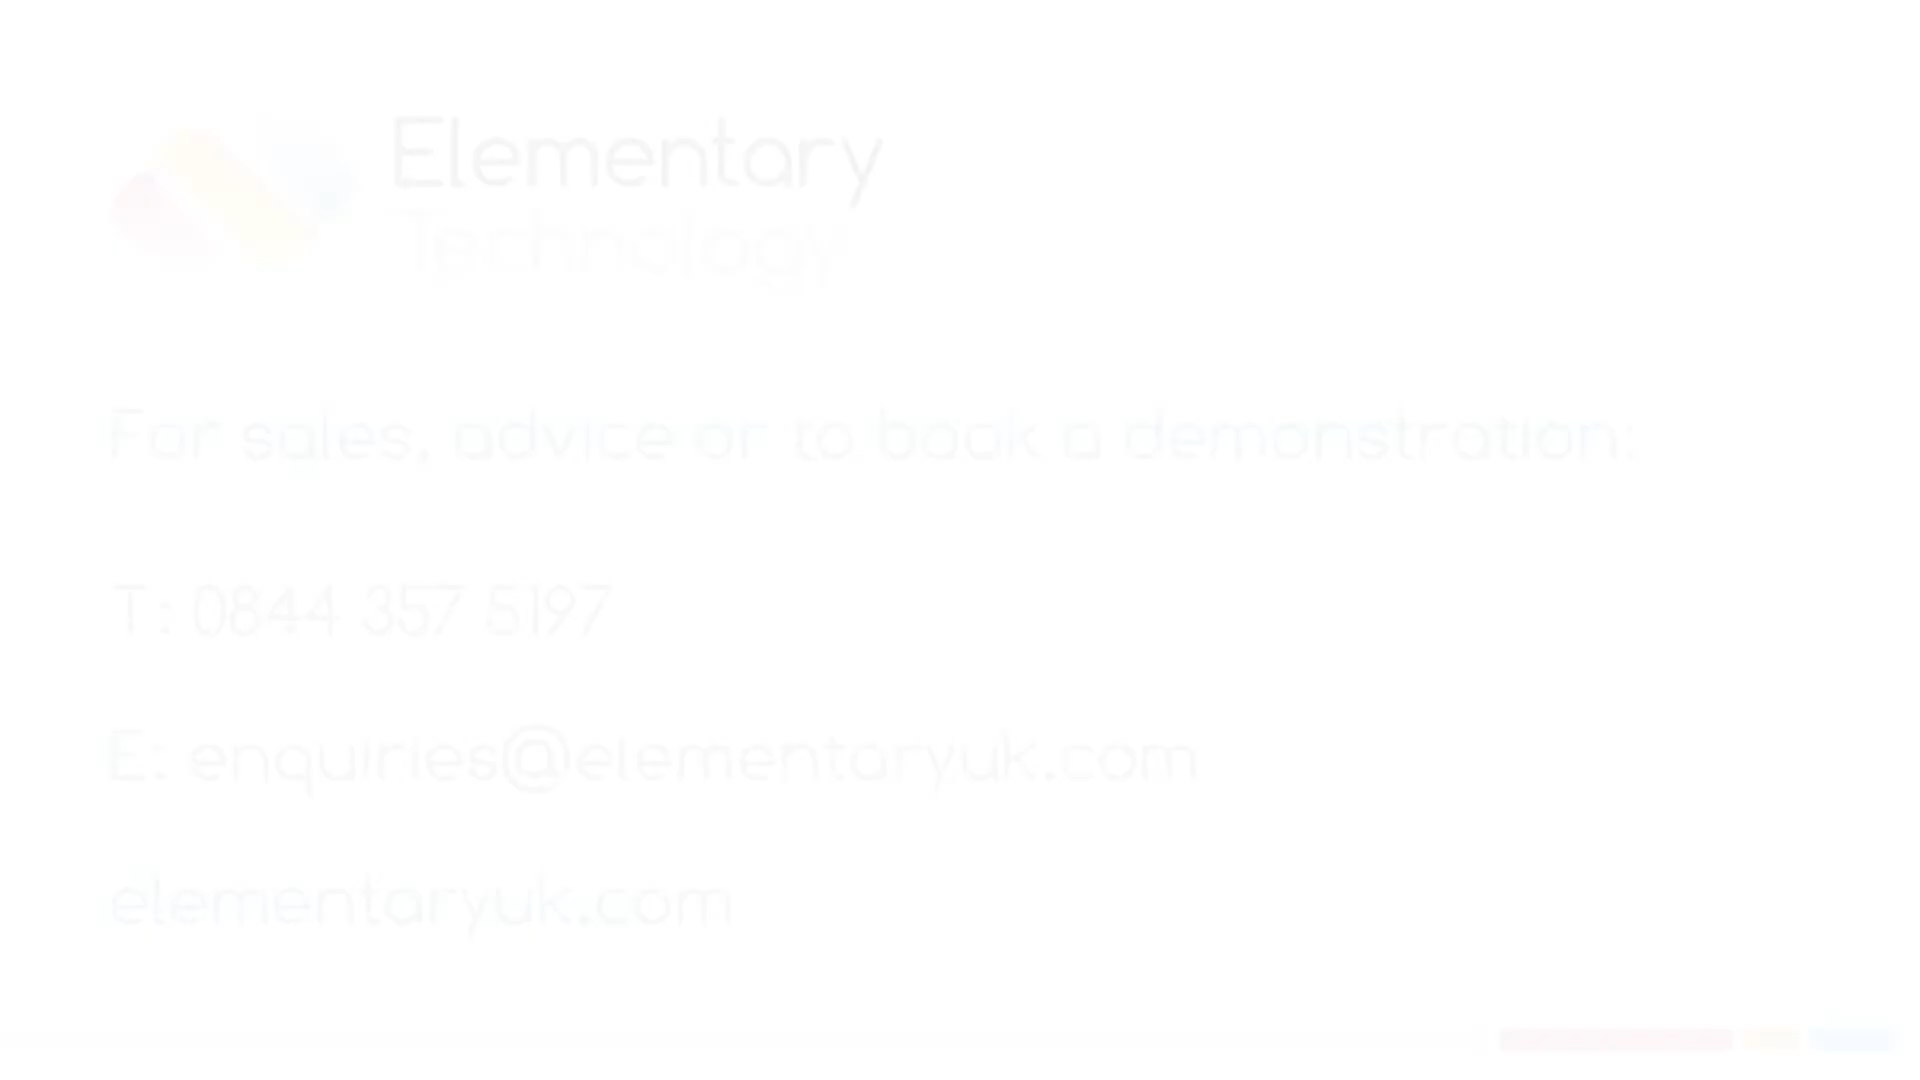 Elementary
Technology
For sales, advice or to book a demonstration:
T: 0844 357 5197
E: enquiries@elementaryuk.com
elementaryuk.com